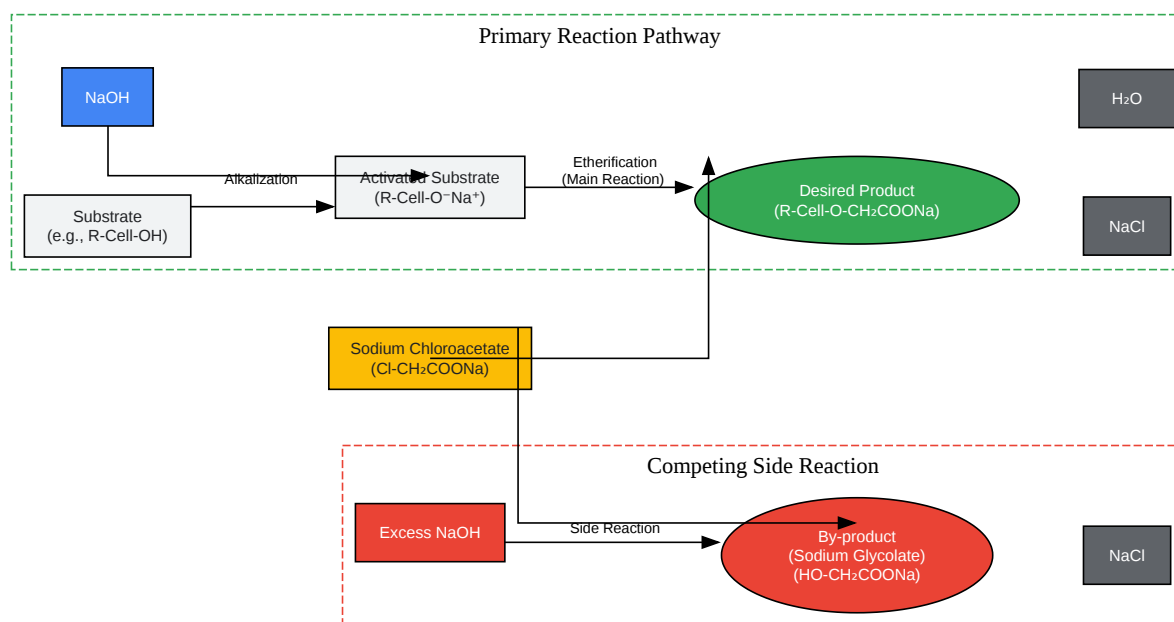 Primary Reaction Pathway
NaOH
H₂O
Alkalization
Activated Substrate
(R-Cell-O⁻Na⁺)
Etherification
(Main Reaction)
Desired Product
(R-Cell-O-CH₂COONa)
Substrate
(e.g., R-Cell-OH)
NaCl
Sodium Chloroacetate
(Cl-CH₂COONa)
Competing Side Reaction
Excess NaOH
Side Reaction
By-product
(Sodium Glycolate)
(HO-CH₂COONa)
NaCl